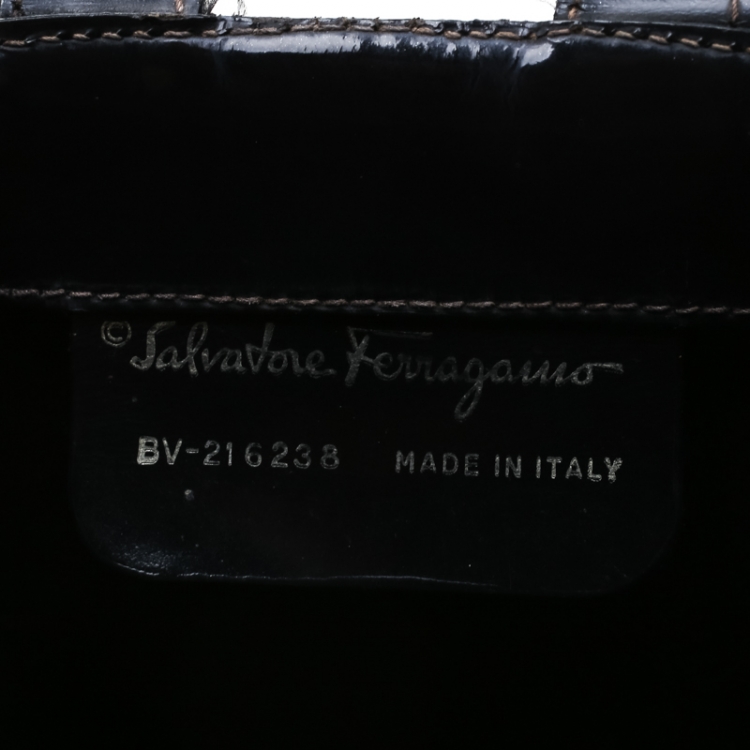 © Salvatore Ferragamo
BV-216238 MADE IN ITALY